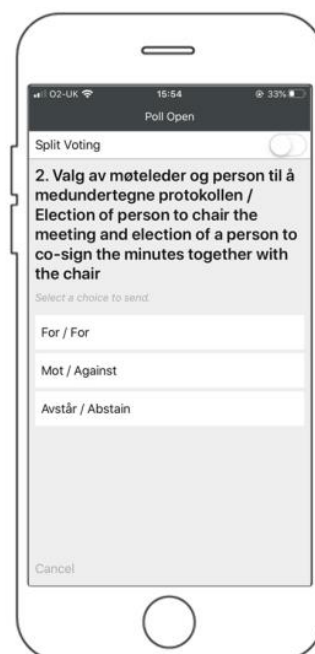 O2-UK 15:54 33%
Poll Open
Split Voting
2. Valg av møteleder og person til å
medundertegne protokollen /
Election of person to chair the
meeting and election of a person to
co-sign the minutes together with
the chair
Select a choice to send.
For / For
Mot / Against
Avstår / Abstain
Cancel